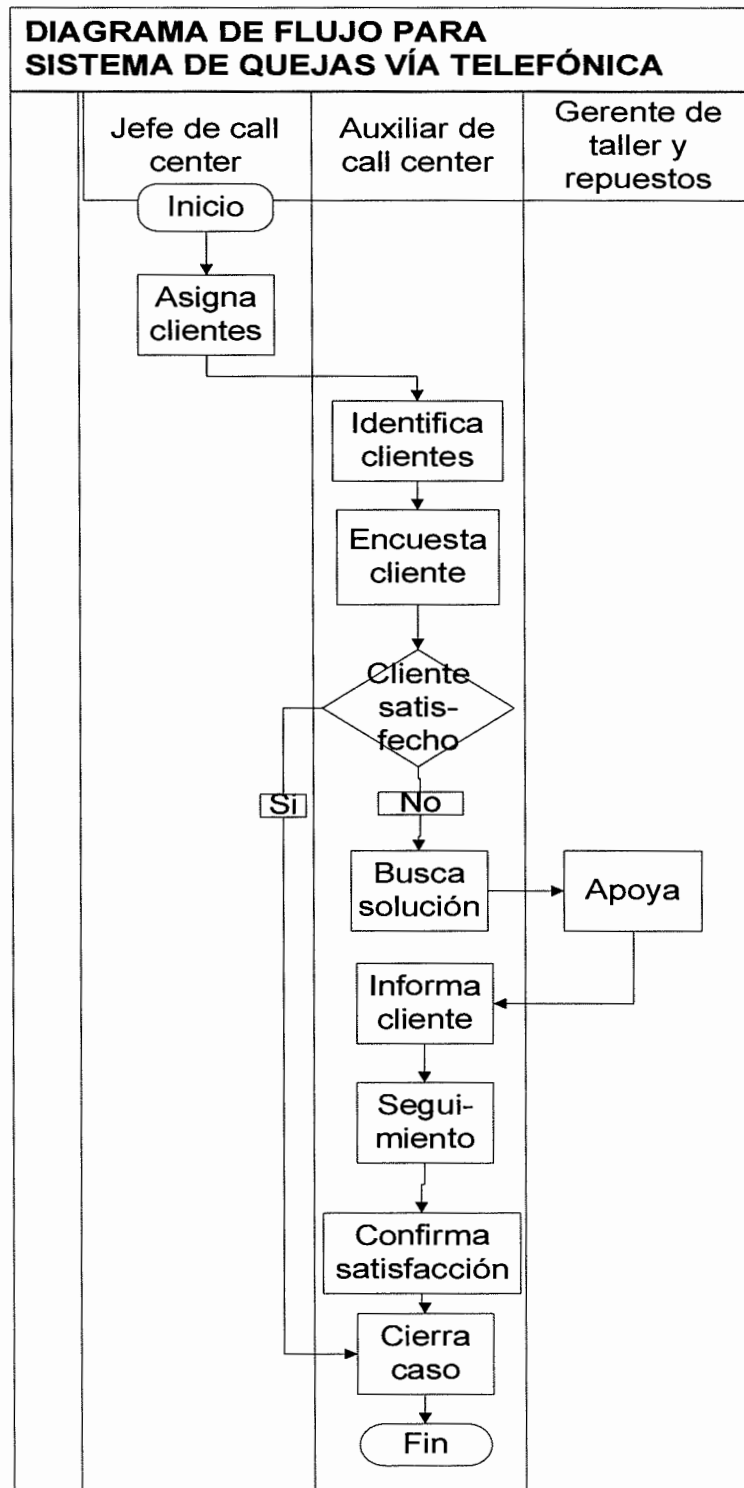 DIAGRAMA DE FLUJO PARA
SISTEMA DE QUEJAS VÍA TELEFÓNICA
Jefe de call
center
Auxiliar de
call center
Gerente de
taller y
repuestos
Inicio
Asigna
clientes
Identifica
clientes
Encuesta
cliente
Cliente
satis-
fecho
Si
No
Busca
solución
Apoya
Informa
cliente
Segui-
miento
Confirma
satisfacción
Cierra
caso
Fin